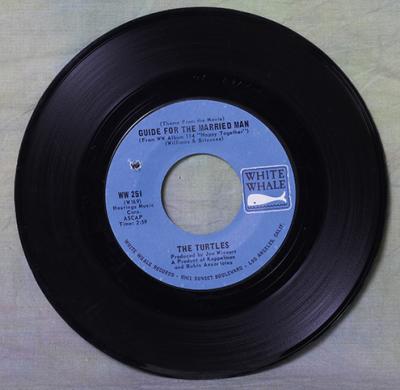 (Theme From the Movie)
GUIDE FOR THE MARRIED MAN
(From WW Album 114 "Happy Together")
(Williams & Bricusse)
WHITE
WHALE
WW 251
(W169)
Hastings Music
Corp.
ASCAP
Time: 2:59
THE TURTLES
Produced by Joe Wissert
A Product of Koppelman
and Rubin Associates
WHITE WHALE RECORDS - 8961 SUNSET BOULEVARD - LOS ANGELES, CALIF.